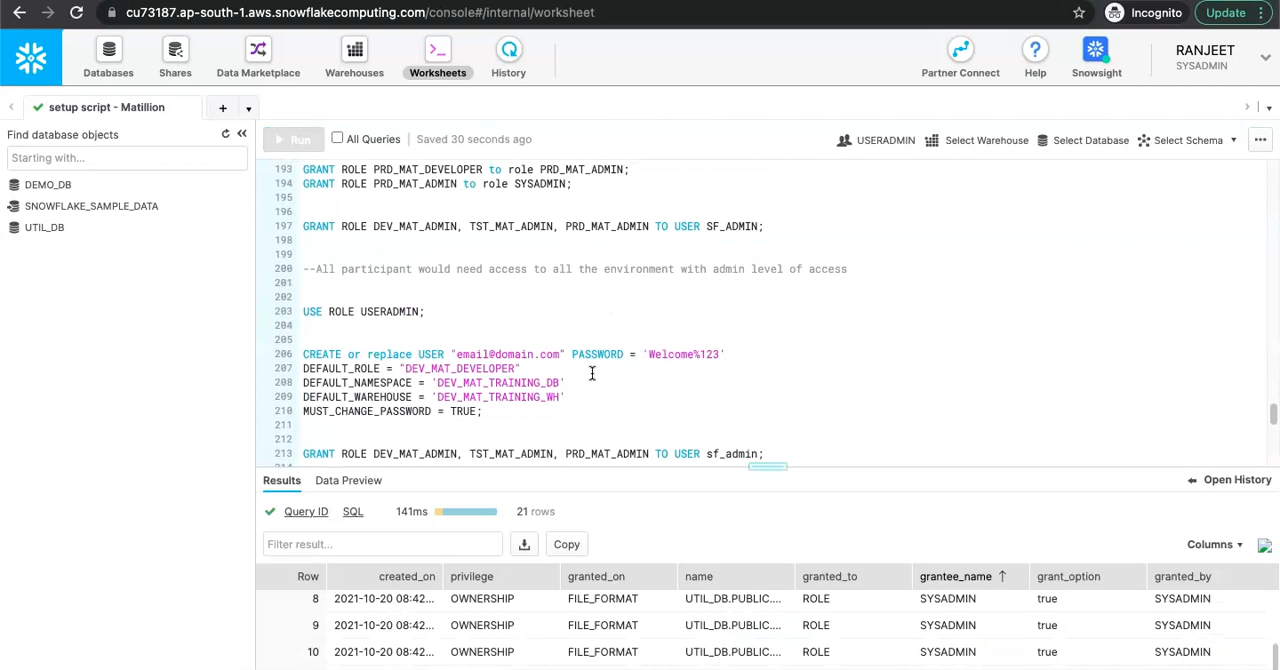 cu73187.ap-south-1.aws.snowflakecomputing.com/console#/internal/worksheet
Incognito
Update
Databases
Shares
Data Marketplace
Warehouses
Worksheets
History
Partner Connect
Help
Snowsight
RANJEET
SYSADMIN
setup script - Matillion
Find database objects
Starting with...
DEMO_DB
SNOWFLAKE_SAMPLE_DATA
UTIL_DB
Run
All Queries
Saved 30 seconds ago
USERADMIN
Select Warehouse
Select Database
Select Schema
193 GRANT ROLE PRD_MAT_DEVELOPER to role PRD_MAT_ADMIN;
194 GRANT ROLE PRD_MAT_ADMIN to role SYSADMIN;
195
196
197 GRANT ROLE DEV_MAT_ADMIN, TST_MAT_ADMIN, PRD_MAT_ADMIN TO USER SF_ADMIN;
198
199
200 --All participant would need access to all the environment with admin level of access
201
202
203 USE ROLE USERADMIN;
204
205
206 CREATE or replace USER "email@domain.com" PASSWORD = 'Welcome%123'
207 DEFAULT_ROLE = "DEV_MAT_DEVELOPER"
208 DEFAULT_NAMESPACE = 'DEV_MAT_TRAINING_DB'
209 DEFAULT_WAREHOUSE = 'DEV_MAT_TRAINING_WH'
210 MUST_CHANGE_PASSWORD = TRUE;
211
212
213 GRANT ROLE DEV_MAT_ADMIN, TST_MAT_ADMIN, PRD_MAT_ADMIN TO USER sf_admin;
Results
Data Preview
Open History
Query ID
SQL
141ms
21 rows
Filter result...
Copy
Columns
Row created_on privilege granted_on name granted_to grantee_name grant_option granted_by
8 2021-10-20 08:42... OWNERSHIP FILE_FORMAT UTIL_DB.PUBLIC.... ROLE SYSADMIN true SYSADMIN
9 2021-10-20 08:42... OWNERSHIP FILE_FORMAT UTIL_DB.PUBLIC.... ROLE SYSADMIN true SYSADMIN
10 2021-10-20 08:42... OWNERSHIP FILE_FORMAT UTIL_DB.PUBLIC.... ROLE SYSADMIN true SYSADMIN